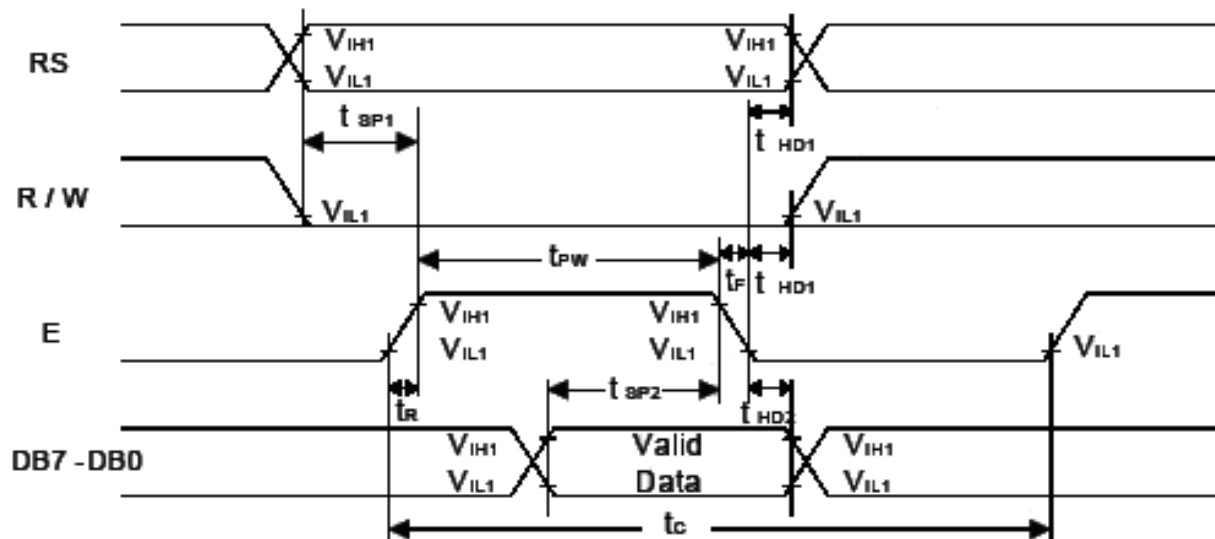 RS
VIH1 VIH1
VIL1 VIL1
t SP1
t HD1
R / W
VIL1 VIL1
tPW
tF t HD1
E
VIH1 VIH1
VIL1 VIL1 VIL1
tR
t SP2
t HD2
DB7 -DB0
VIH1 Valid VIH1
VIL1 Data VIL1
tC